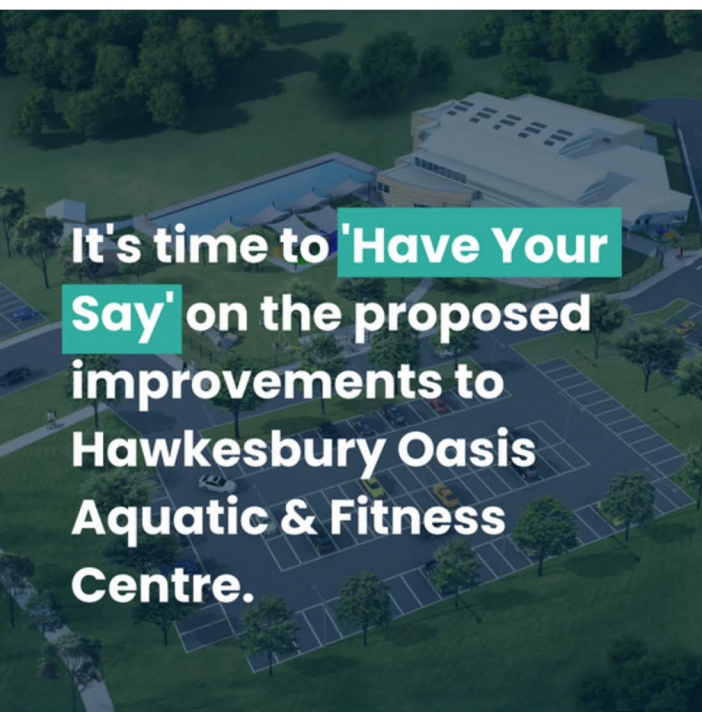 It's time to 'Have Your
Say' on the proposed
improvements to
Hawkesbury Oasis
Aquatic & Fitness
Centre.